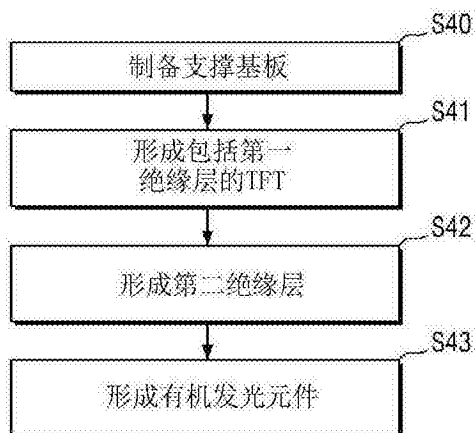 S40
制备支撑基板
S41
形成包括第一
绝缘层的TFT
S42
形成第二绝缘层
S43
形成有机发光元件